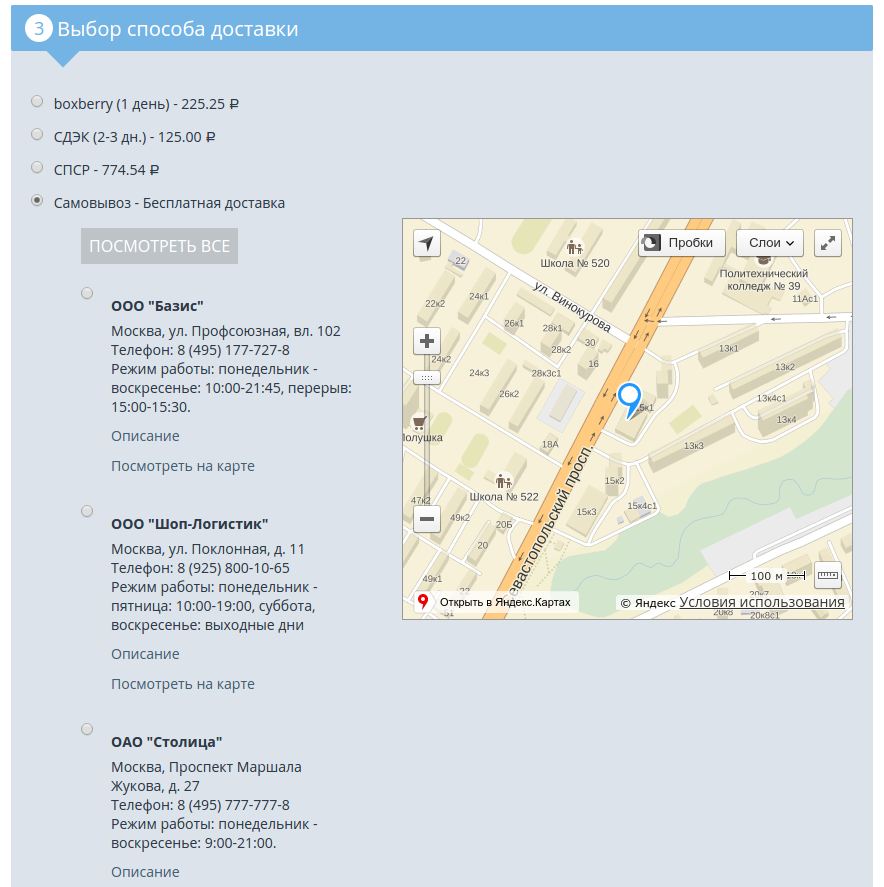 3 Выбор способа доставки
boxberry (1 день) - 225.25 ₽
СДЭК (2-3 дн.) - 125.00 ₽
СПСР - 774.54 ₽
Самовывоз - Бесплатная доставка
ПОСМОТРЕТЬ ВСЕ
ООО "Базис"
Москва, ул. Профсоюзная, вл. 102
Телефон: 8 (495) 177-727-8
Режим работы: понедельник -
воскресенье: 10:00-21:45, перерыв:
15:00-15:30.
Описание
Посмотреть на карте
ООО "Шоп-Логистик"
Москва, ул. Поклонная, д. 11
Телефон: 8 (925) 800-10-65
Режим работы: понедельник -
пятница: 10:00-19:00, суббота,
воскресенье: выходные дни
Описание
Посмотреть на карте
ОАО "Столица"
Москва, Проспект Маршала
Жукова, д. 27
Телефон: 8 (495) 777-777-8
Режим работы: понедельник -
воскресенье: 9:00-21:00.
Описание
Пробки
Слои
Школа № 520
Политехнический
колледж № 39
22
11Ас1
22к2
24к1
ул. Винокурова
26к1
28к1
30
28к2
13к1
24к2
16
13к2
24к3
28к3с1
26к2
13к4с1
15к1
13к4
олушка
18А
13к3
Школа № 522
15к2
47к2
15к4с1
49к2
20Б
15к3
20
евастопольский просп.
49к1
22
100 м
20к7
Открыть в Яндекс.Картах
© Яндекс Условия использования
51
20к8
20к8с1